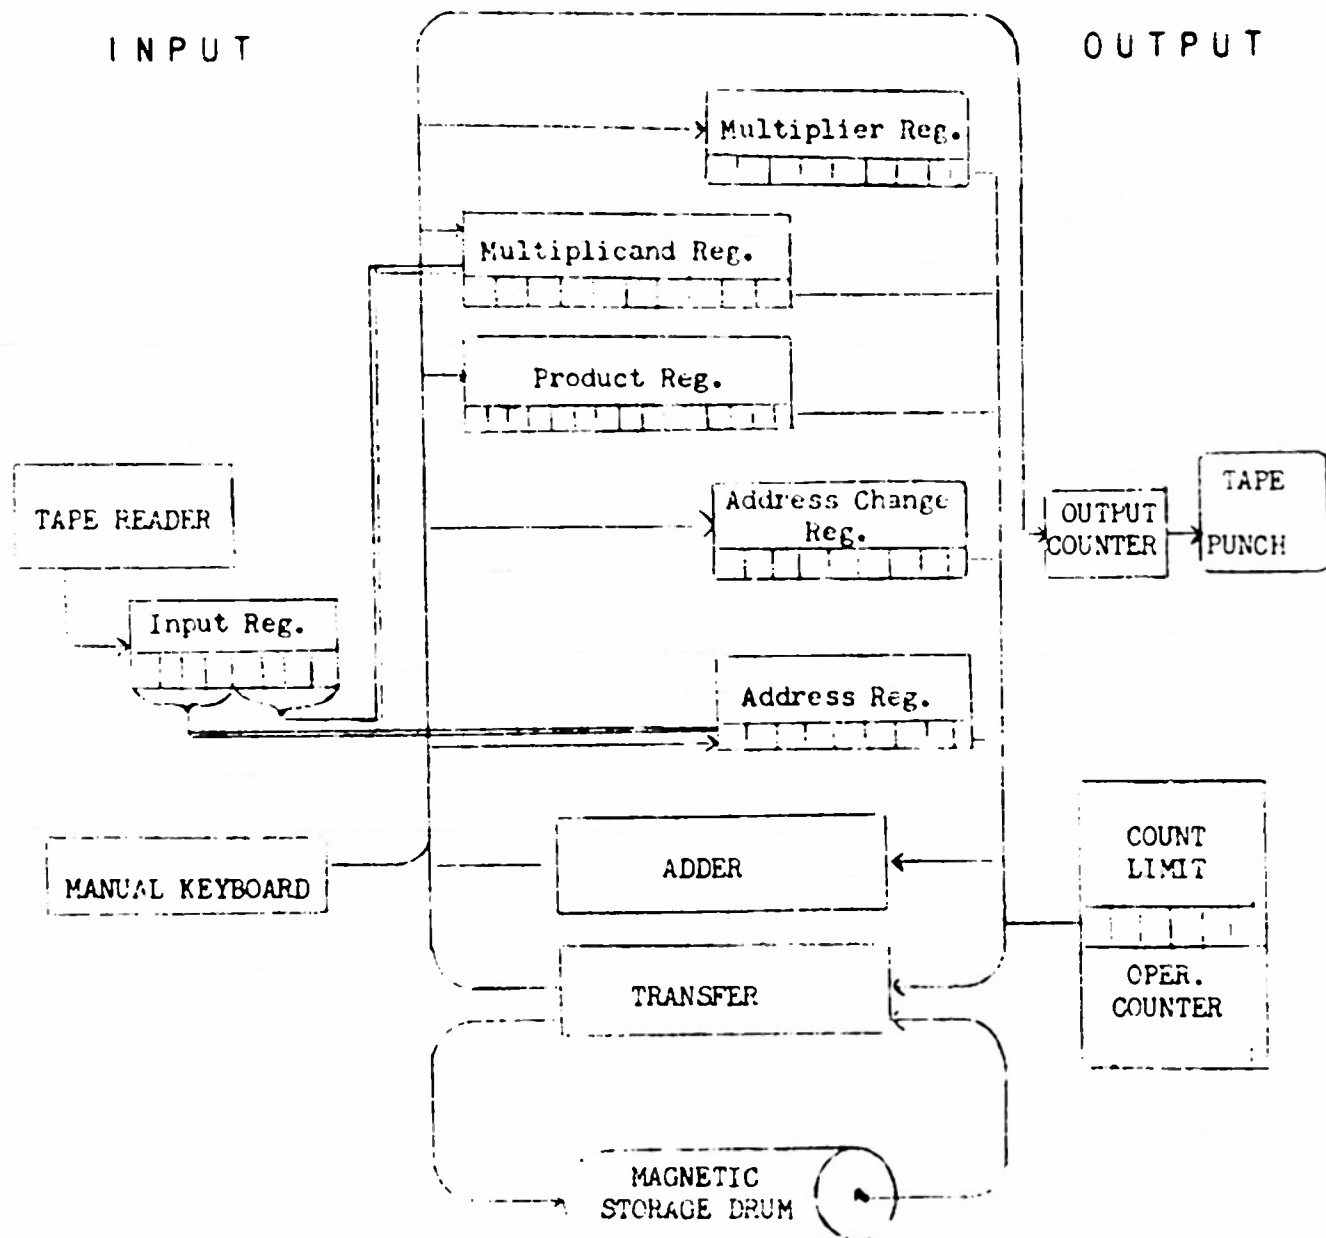 INPUT
OUTPUT
Multiplier Reg.
Multiplicand Reg.
Product Reg.
TAPE READER
Address Change
Reg.
OUTPUT
COUNTER
TAPE
PUNCH
Input Reg.
Address Reg.
MANUAL KEYBOARD
ADDER
COUNT
LIMIT
TRANSFER
OPER.
COUNTER
MAGNETIC
STORAGE DRUM